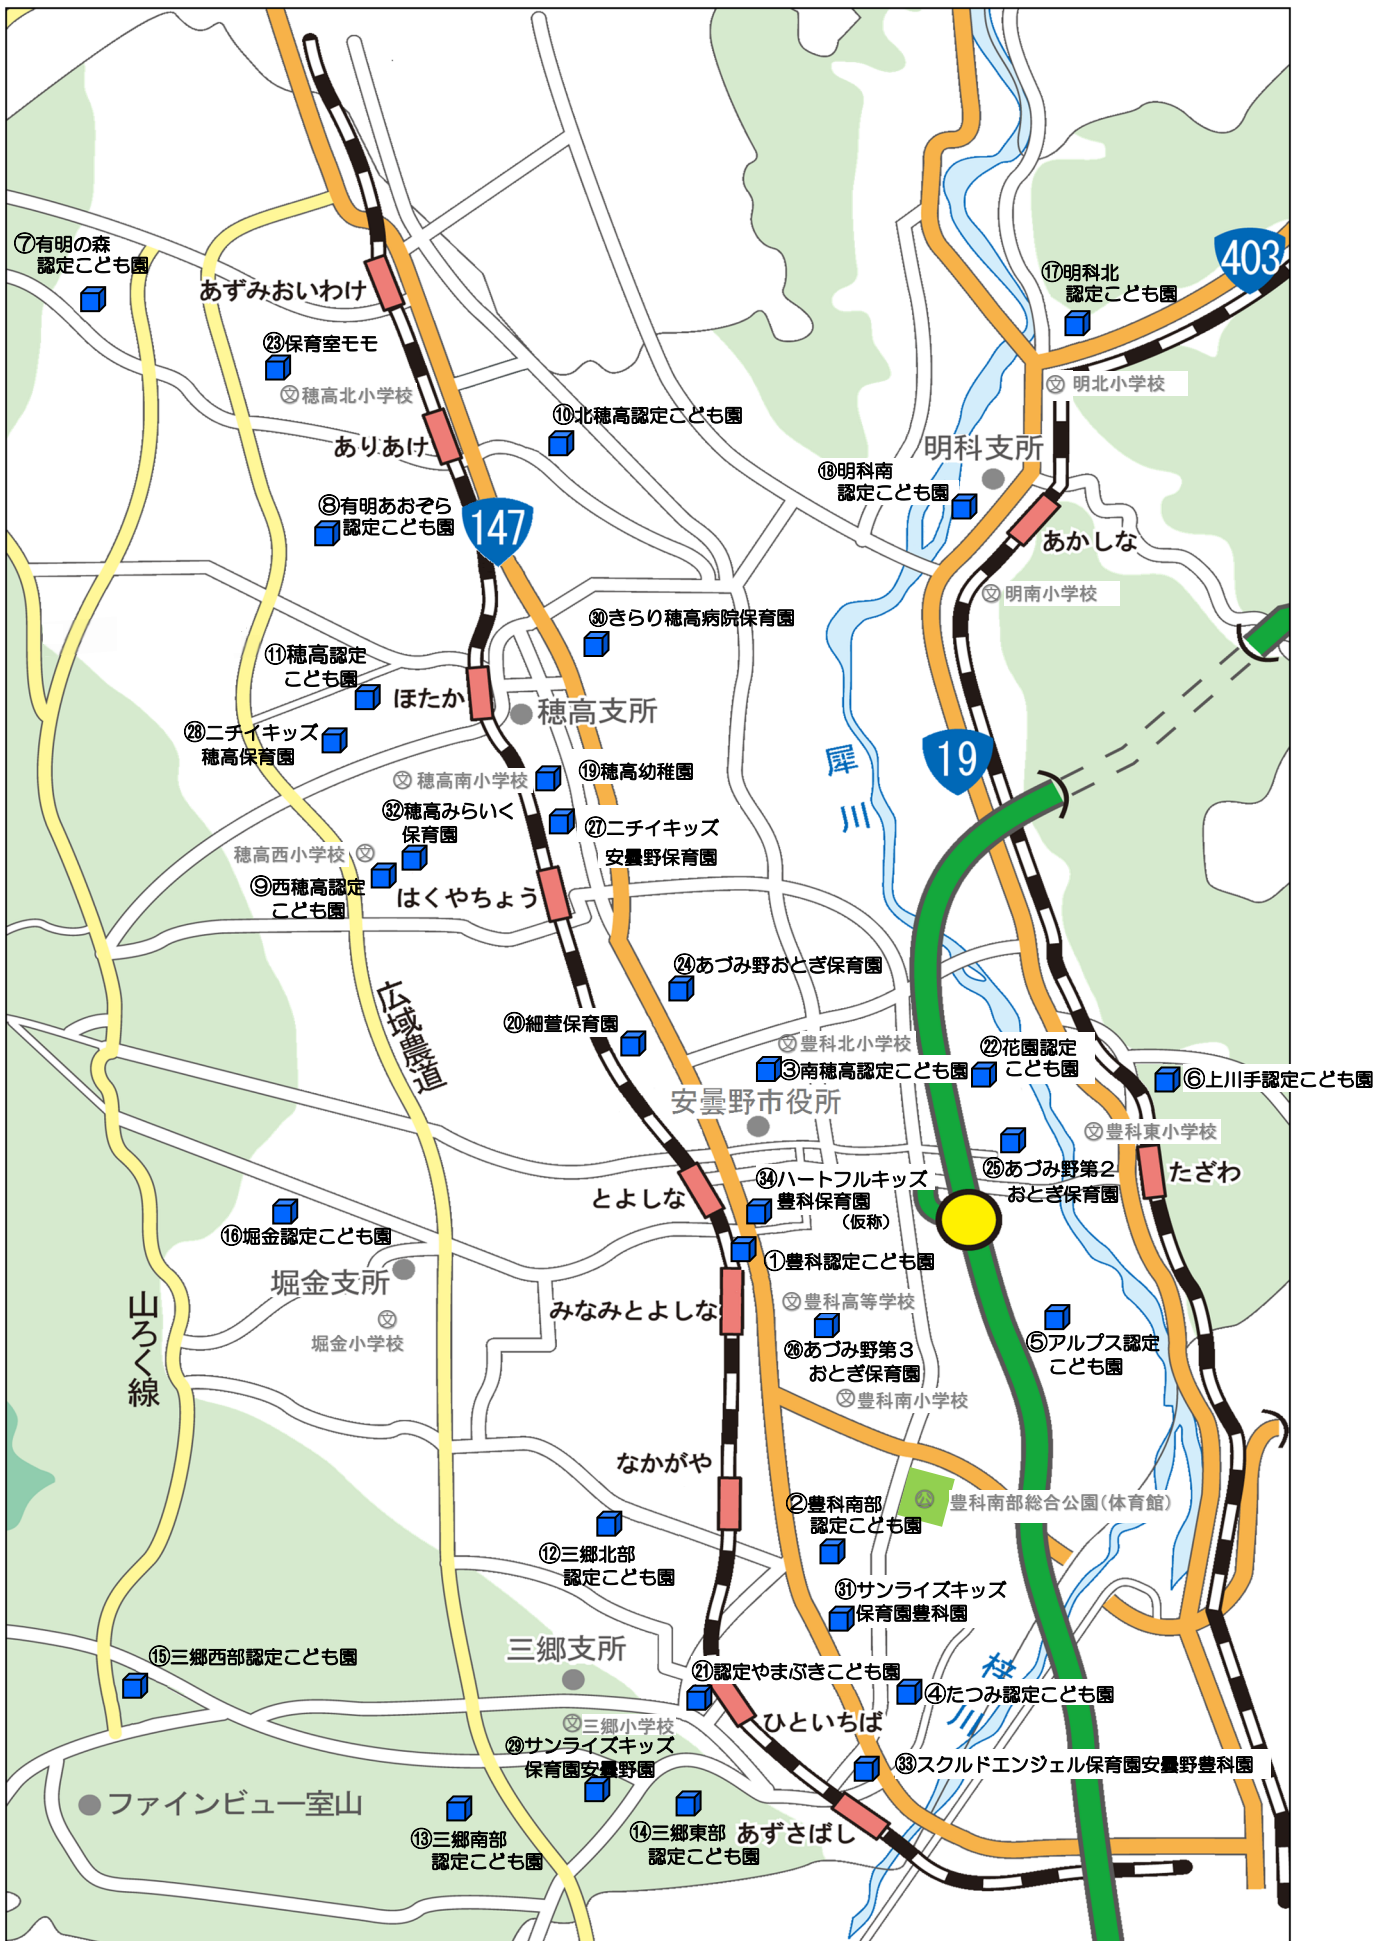 ⑦有明の森
認定こども園
403
⑰明科北
認定こども園
あずみおいわけ
㉓保育室モモ
文 穂高北小学校
文 明北小学校
⑩北穂高認定こども園
ありあけ
明科支所
⑱明科南
認定こども園
⑧有明あおぞら
認定こども園
147
あかしな
文 明南小学校
㉚きらり穂高病院保育園
⑪穂高認定
こども園
ほたか
穂高支所
㉘ニチイキッズ
穂高保育園
19
犀川
文 穂高南小学校
⑲穂高幼稚園
㉜穂高みらいく
保育園
㉗ニチイキッズ
安曇野保育園
穂高西小学校 文
⑨西穂高認定
こども園
はくやちょう
㉔あづみ野おとぎ保育園
広域農道
⑳細萱保育園
文 豊科北小学校
㉒花園認定
こども園
③南穂高認定こども園
⑥上川手認定こども園
安曇野市役所
文 豊科東小学校
㉕あづみ野第2
おとぎ保育園
たざわ
とよしな
㉞ハートフルキッズ
豊科保育園
(仮称)
⑯堀金認定こども園
①豊科認定こども園
堀金支所
みなみとよしな
文 豊科高等学校
文
堀金小学校
山ろく線
㉖あづみ野第3
おとぎ保育園
⑤アルプス認定
こども園
文 豊科南小学校
なかがや
②豊科南部
認定こども園
公 豊科南部総合公園(体育館)
⑫三郷北部
認定こども園
㉛サンライズキッズ
保育園豊科園
三郷支所
⑮三郷西部認定こども園
㉑認定やまぶきこども園
梓川
④たつみ認定こども園
文 三郷小学校
ひといちば
㉙サンライズキッズ
保育園安曇野園
㉝スクルドエンジェル保育園安曇野豊科園
ファインビュー室山
⑬三郷南部
認定こども園
⑭三郷東部
認定こども園
あずさばし